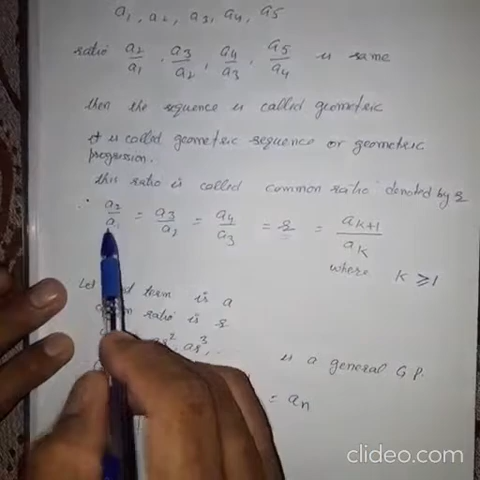 a1, a2, a3, a4, a5
ratio a2/a1, a3/a2, a4/a3, a5/a4 is same
then the sequence is called geometric
it is called geometric sequence or geometric
progression.
this ratio is called common ratio denoted by r
∴ a2/a1 = a3/a2 = a4/a3 = r = ak+1/ak
where k ≥ 1
Let term is a
ratio is r
ar², ar³, .. is a general G.P.
= an
clideo.com